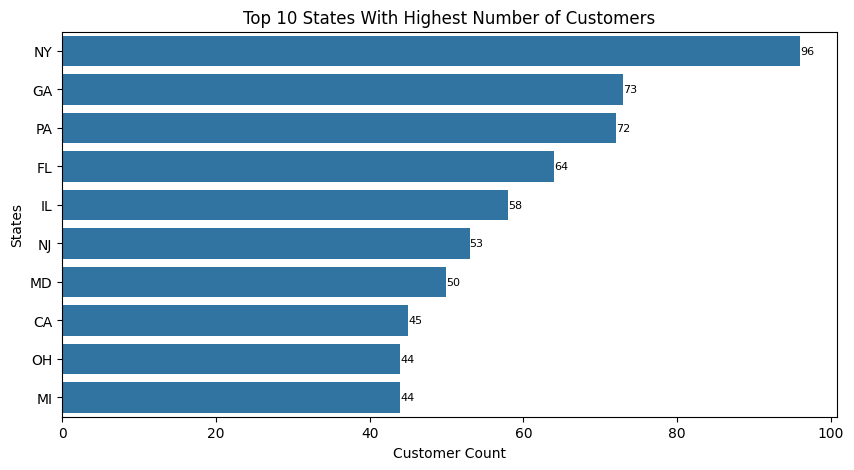 Top 10 States With Highest Number of Customers
States
NY 96
GA 73
PA 72
FL 64
IL 58
NJ 53
MD 50
CA 45
OH 44
MI 44
0 20 40 60 80 100
Customer Count